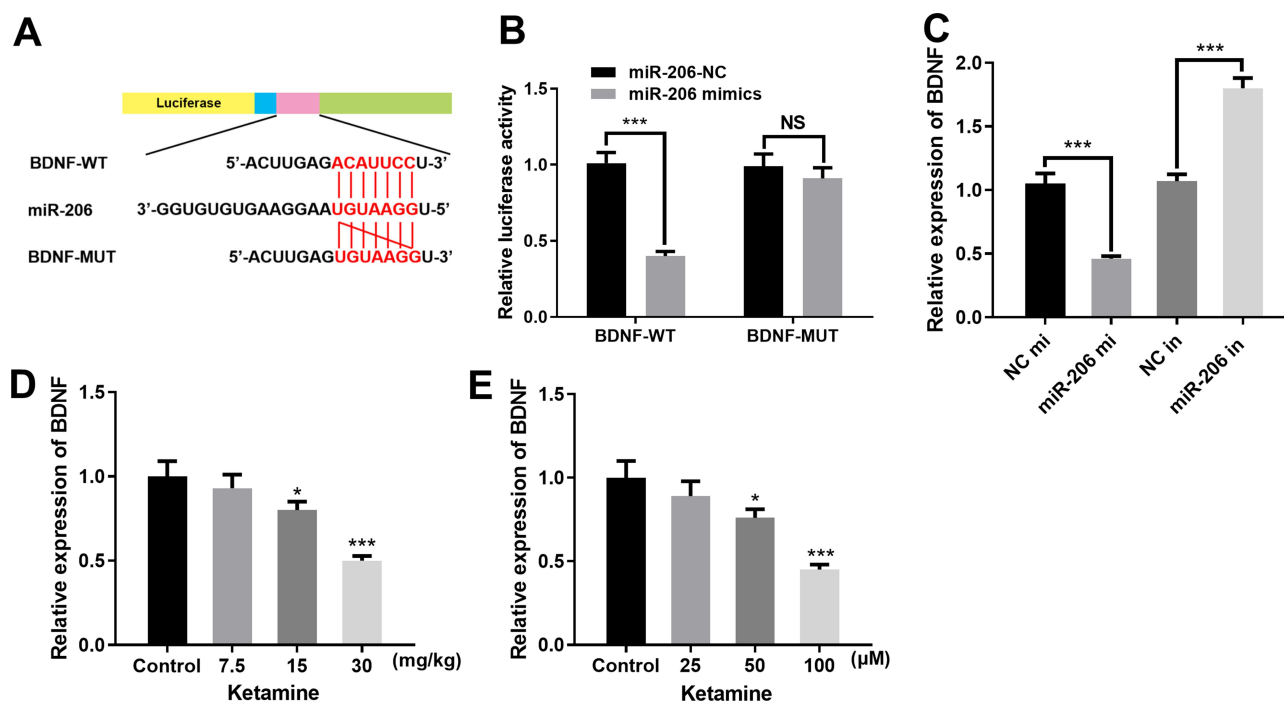 A
Luciferase
BDNF-WT 5’-ACUUGAGACAUUCCU-3’
miR-206 3’-GGUGUGUGAAGGAAUGUAAGGU-5’
BDNF-MUT 5’-ACUUGAGUGUAAGGU-3’
B
miR-206-NC
miR-206 mimics
Relative luciferase activity
1.5
1.0
0.5
0.0
***
NS
BDNF-WT BDNF-MUT
C
Relative expression of BDNF
2.0
1.5
1.0
0.5
0.0
***
***
NC mi
miR-206 mi
NC in
miR-206 in
D
Relative expression of BDNF
1.5
1.0
0.5
0.0
*
***
Control 7.5 15 30 (mg/kg)
Ketamine
E
Relative expression of BDNF
1.5
1.0
0.5
0.0
*
***
Control 25 50 100 (μM)
Ketamine